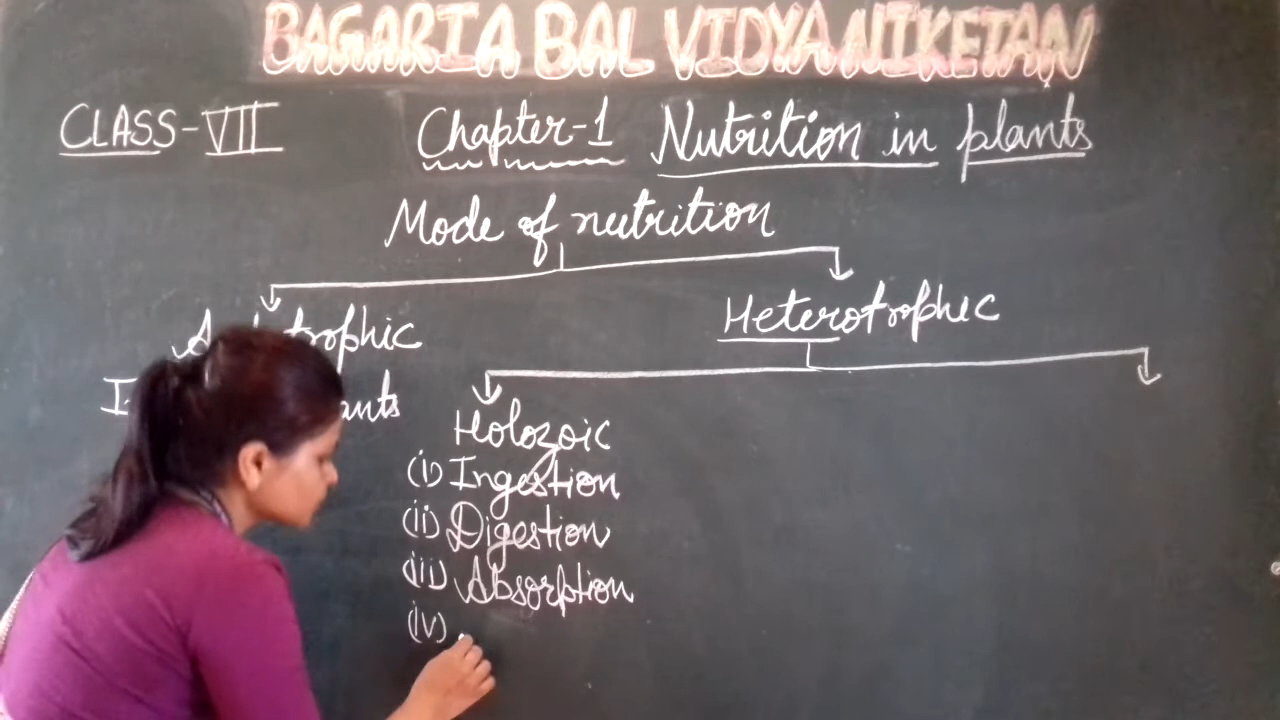 BAGARIA BAL VIDYA NIKETAN
CLASS-VII
Chapter-1 Nutrition in plants
Mode of nutrition
Heterotrophic
Holozoic
(i) Ingestion
(ii) Digestion
(iii) Absorption
(iv)